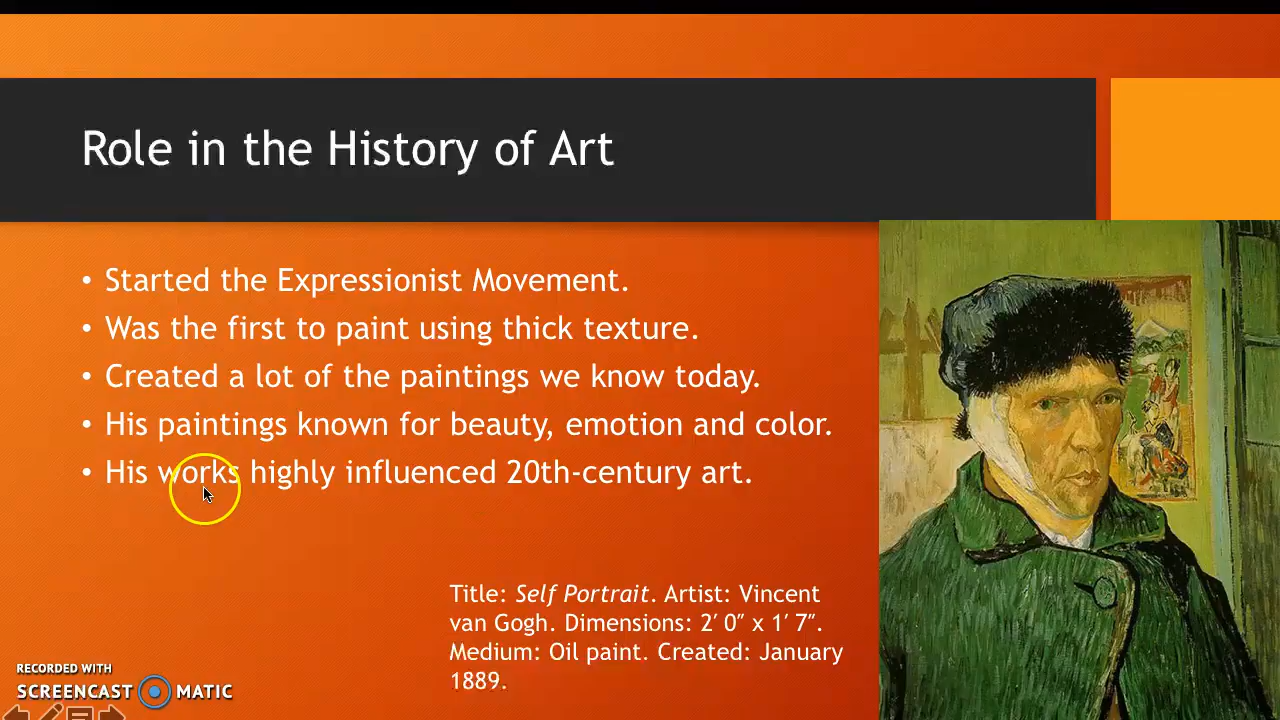 Role in the History of Art
• Started the Expressionist Movement.
• Was the first to paint using thick texture.
• Created a lot of the paintings we know today.
• His paintings known for beauty, emotion and color.
• His works highly influenced 20th-century art.
Title: Self Portrait. Artist: Vincent
van Gogh. Dimensions: 2′ 0″ x 1′ 7″.
Medium: Oil paint. Created: January
1889.
RECORDED WITH
SCREENCAST MATIC